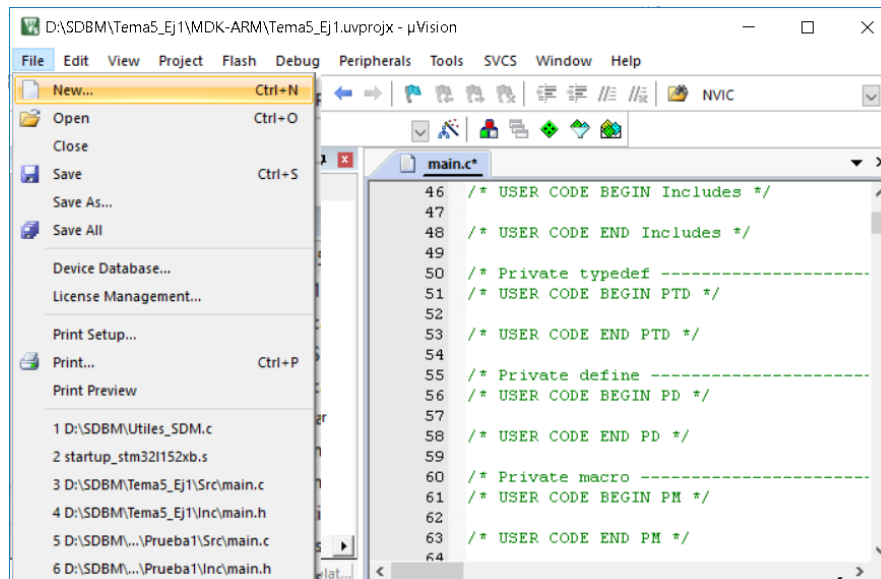 D:\SDBM\Tema5_Ej1\MDK-ARM\Tema5_Ej1.uvprojx - µVision
File Edit View Project Flash Debug Peripherals Tools SVCS Window Help
New... Ctrl+N
NVIC
Open Ctrl+O
Close
Save Ctrl+S
Save As...
Save All
Device Database...
License Management...
Print Setup...
Print... Ctrl+P
Print Preview
1 D:\SDBM\Utiles_SDM.c
2 startup_stm32l152xb.s
3 D:\SDBM\Tema5_Ej1\Src\main.c
4 D:\SDBM\Tema5_Ej1\Inc\main.h
5 D:\SDBM\...\Prueba1\Src\main.c
6 D:\SDBM\...\Prueba1\Inc\main.h
main.c*
46 /* USER CODE BEGIN Includes */
47
48 /* USER CODE END Includes */
49
50 /* Private typedef -----------------------
51 /* USER CODE BEGIN PTD */
52
53 /* USER CODE END PTD */
54
55 /* Private define ------------------------
56 /* USER CODE BEGIN PD */
57
58 /* USER CODE END PD */
59
60 /* Private macro -------------------------
61 /* USER CODE BEGIN PM */
62
63 /* USER CODE END PM */
64